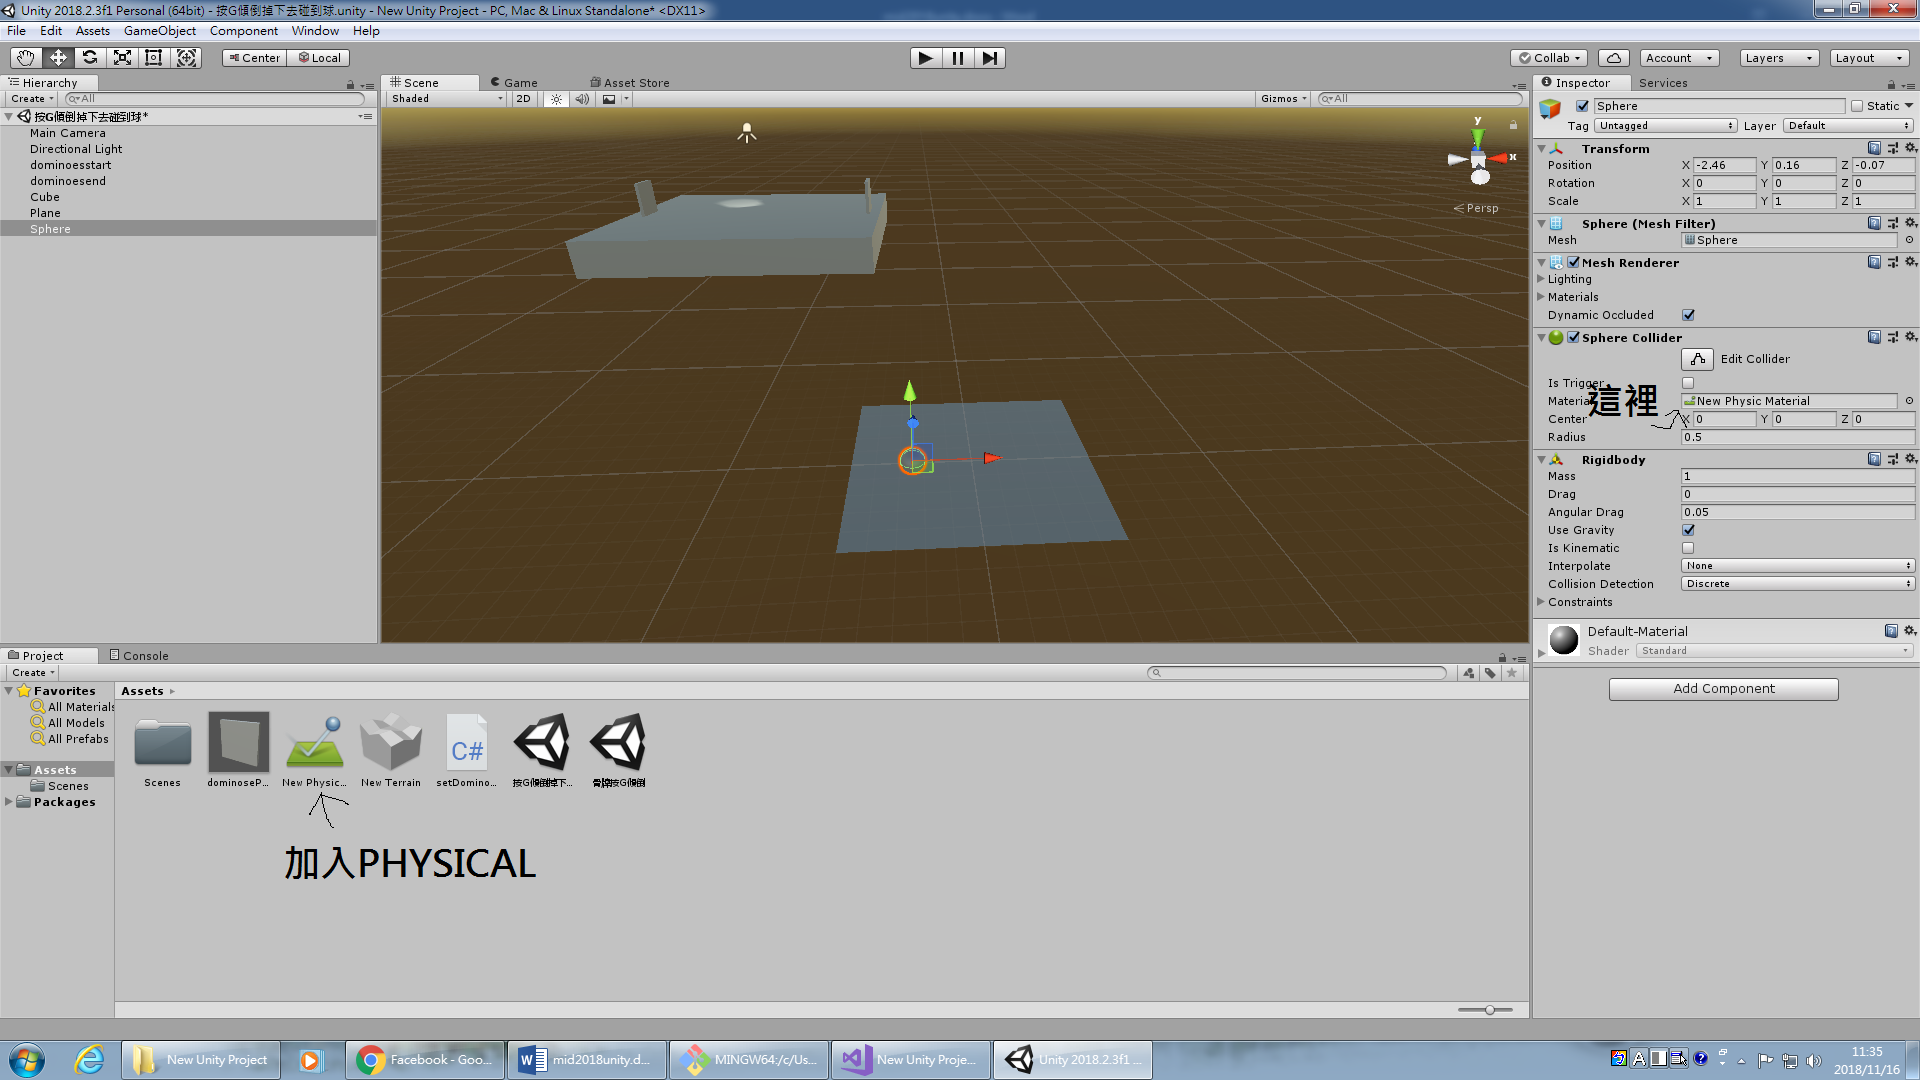 Unity 2018.2.3f1 Personal (64bit) - 按G傾倒掉下去碰到球.unity - New Unity Project - PC, Mac & Linux Standalone* <DX11>
File Edit Assets GameObject Component Window Help
Center Local
Collab Account Layers Layout
Hierarchy
Create All
按G傾倒掉下去碰到球*
Main Camera
Directional Light
dominoesstart
dominoesend
Cube
Plane
Sphere
Scene Game Asset Store
Shaded 2D Gizmos All
y
x
Persp
Inspector Services
Sphere Static
Tag Untagged Layer Default
Transform
Position X -2.46 Y 0.16 Z -0.07
Rotation X 0 Y 0 Z 0
Scale X 1 Y 1 Z 1
Sphere (Mesh Filter)
Mesh Sphere
Mesh Renderer
Lighting
Materials
Dynamic Occluded
Sphere Collider
Edit Collider
Is Trigger
這裡
Material New Physic Material
Center X 0 Y 0 Z 0
Radius 0.5
Rigidbody
Mass 1
Drag 0
Angular Drag 0.05
Use Gravity
Is Kinematic
Interpolate None
Collision Detection Discrete
Constraints
Default-Material
Shader Standard
Add Component
Project Console
Create
Favorites
All Materials
All Models
All Prefabs
Assets
Scenes
Packages
Assets
Scenes dominoseP... New Physic... New Terrain setDomino... 按G傾倒掉下... 骨牌按G傾倒
C#
加入PHYSICAL
New Unity Project Facebook - Goo... mid2018unity.d... MINGW64:/c/Us... New Unity Proje... Unity 2018.2.3f1 ...
11:35
2018/11/16